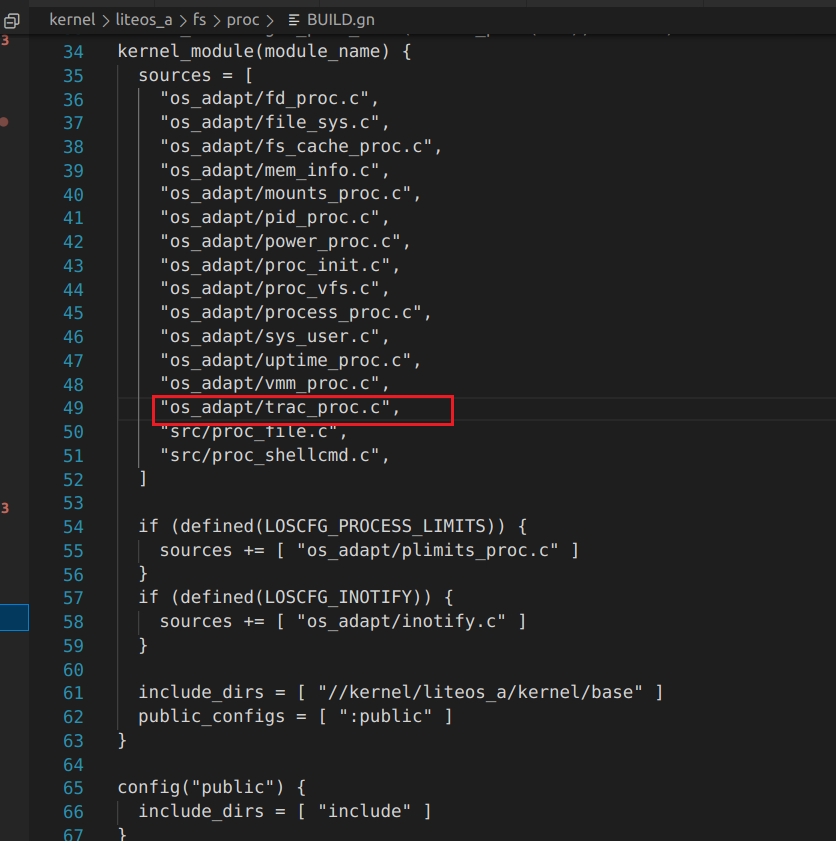 kernel > liteos_a > fs > proc > BUILD.gn
3
34 kernel_module(module_name) {
35 sources = [
36 "os_adapt/fd_proc.c",
37 "os_adapt/file_sys.c",
38 "os_adapt/fs_cache_proc.c",
39 "os_adapt/mem_info.c",
40 "os_adapt/mounts_proc.c",
41 "os_adapt/pid_proc.c",
42 "os_adapt/power_proc.c",
43 "os_adapt/proc_init.c",
44 "os_adapt/proc_vfs.c",
45 "os_adapt/process_proc.c",
46 "os_adapt/sys_user.c",
47 "os_adapt/uptime_proc.c",
48 "os_adapt/vmm_proc.c",
49 "os_adapt/trac_proc.c",
50 "src/proc_file.c",
51 "src/proc_shellcmd.c",
52 ]
3
53
54 if (defined(LOSCFG_PROCESS_LIMITS)) {
55 sources += [ "os_adapt/plimits_proc.c" ]
56 }
57 if (defined(LOSCFG_INOTIFY)) {
58 sources += [ "os_adapt/inotify.c" ]
59 }
60
61 include_dirs = [ "//kernel/liteos_a/kernel/base" ]
62 public_configs = [ ":public" ]
63 }
64
65 config("public") {
66 include_dirs = [ "include" ]
67 }